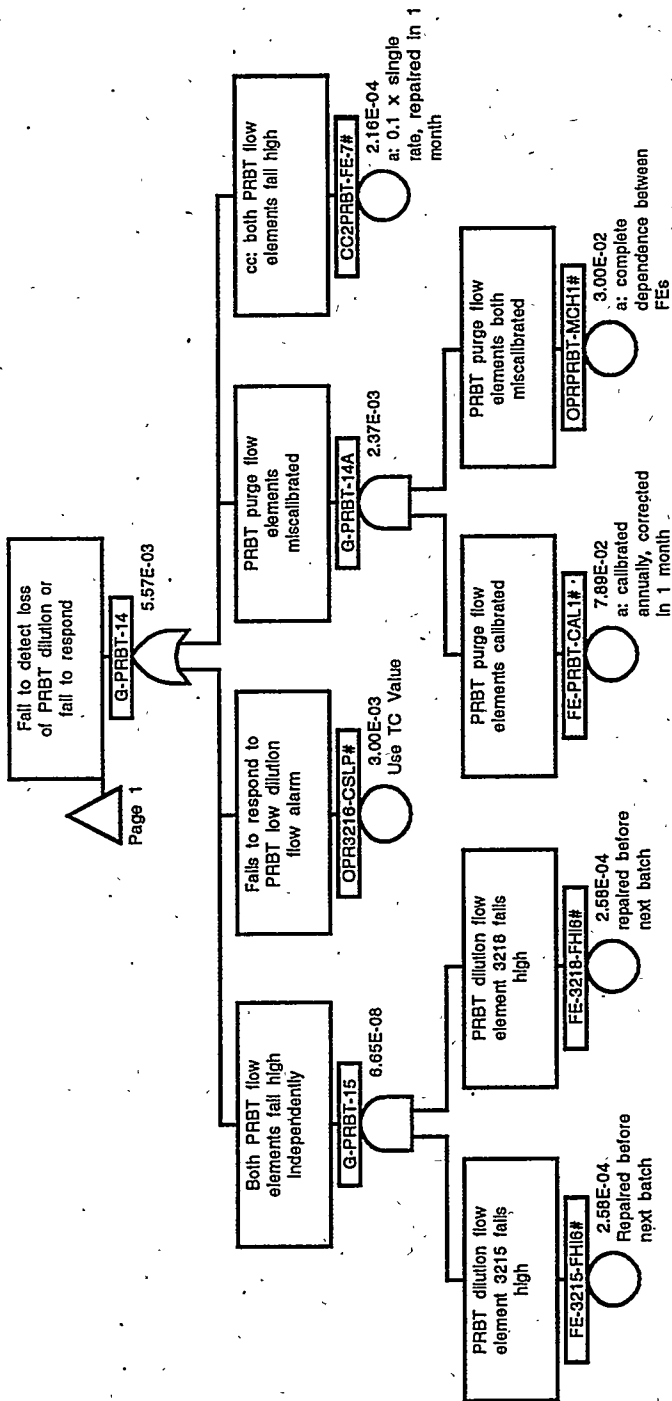 Fail to detect loss
of PRBT dilution or
fail to respond
G-PRBT-14
5.57E-03
Page 1
Both PRBT flow
elements fail high
Independently
G-PRBT-15
6.65E-08
Fails to respond to
PRBT low dilution
flow alarm
OPR3216-CSLP#
3.00E-03
Use TC Value
PRBT purge flow
elements
miscalibrated
G-PRBT-14A
2.37E-03
cc: both PRBT flow
elements fail high
CC2PRBT-FE-7#
2.16E-04
a: 0.1 x single
rate, repaired in 1
month
PRBT dilution flow
element 3215 fails
high
FE-3215-FHI6#
2.58E-04
Repaired before
next batch
PRBT dilution flow
element 3218 fails
high
FE-3218-FHI6#
2.58E-04
repaired before
next batch
PRBT purge flow
elements calibrated
FE-PRBT-CAL1#
7.89E-02
a: calibrated
annually, corrected
in 1 month
PRBT purge flow
elements both
miscalibrated
OPRPRBT-MCH1#
3.00E-02
a: complete
dependence between
FEs